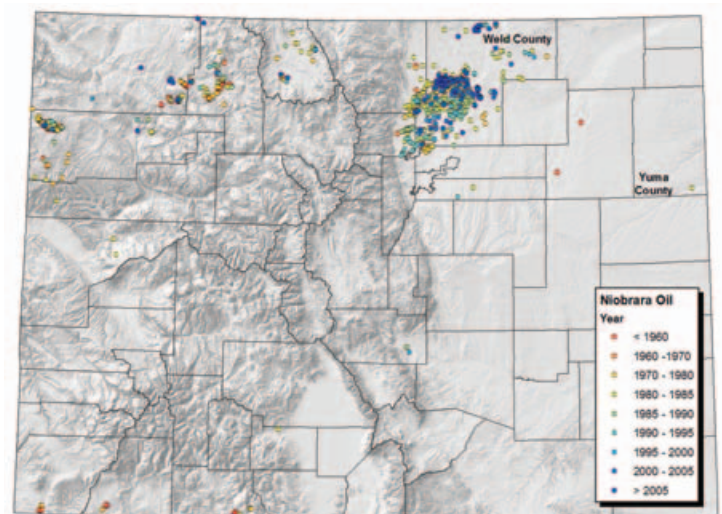 Weld County
Yuma
County
Niobrara Oil
Year
< 1960
1960 -1970
1970 - 1980
1980 - 1985
1985 - 1990
1990 - 1995
1995 - 2000
2000 - 2005
> 2005